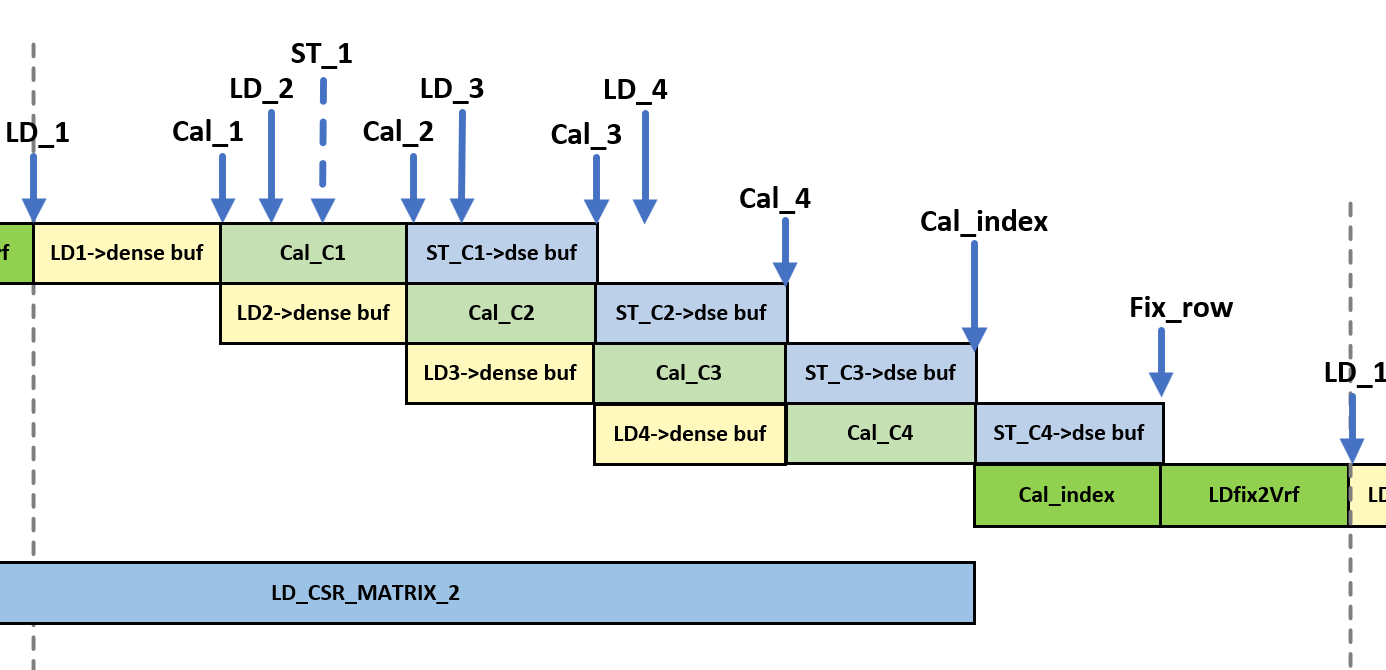 ST_1
LD_2
LD_3
LD_4
LD_1
Cal_1
Cal_2
Cal_3
Cal_4
Cal_index
Fix_row
LD_1
rf
LD1->dense buf
Cal_C1
ST_C1->dse buf
LD2->dense buf
Cal_C2
ST_C2->dse buf
LD3->dense buf
Cal_C3
ST_C3->dse buf
LD4->dense buf
Cal_C4
ST_C4->dse buf
Cal_index
LDfix2Vrf
LD
LD_CSR_MATRIX_2